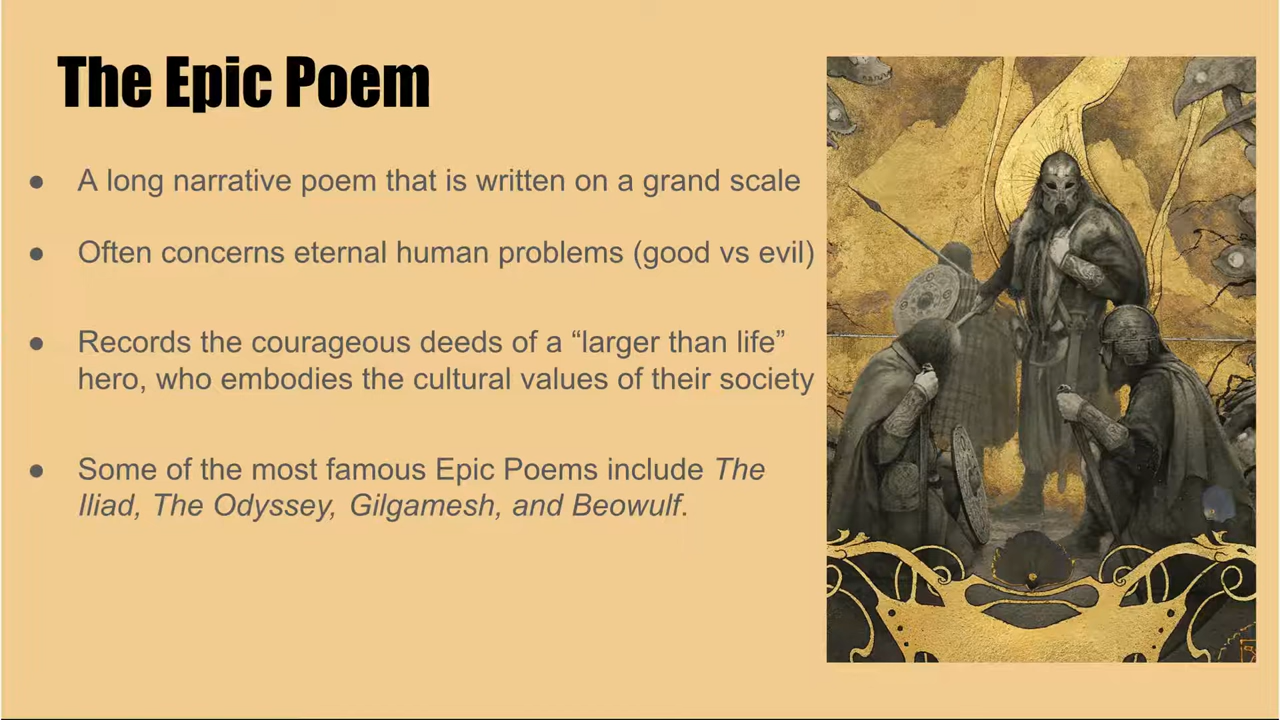 The Epic Poem
● A long narrative poem that is written on a grand scale
● Often concerns eternal human problems (good vs evil)
● Records the courageous deeds of a “larger than life”
hero, who embodies the cultural values of their society
● Some of the most famous Epic Poems include The
Iliad, The Odyssey, Gilgamesh, and Beowulf.